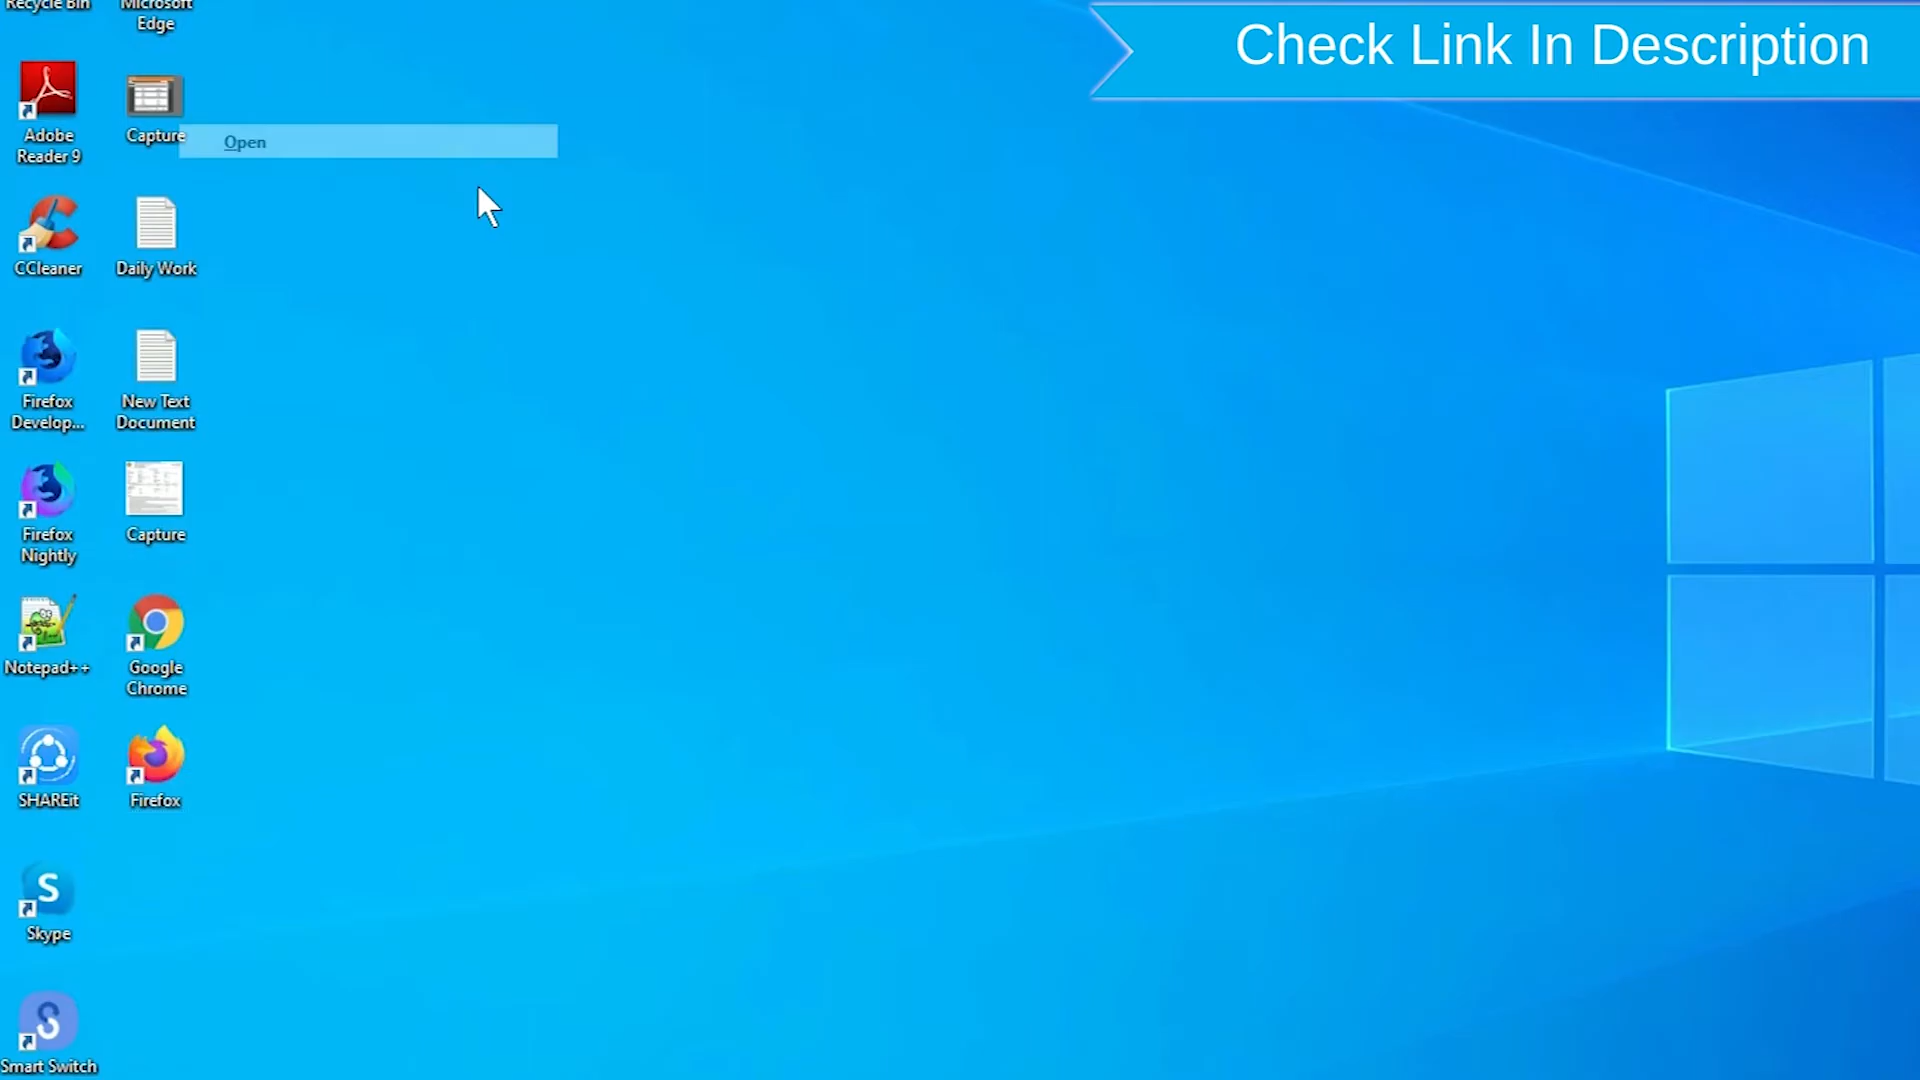 Recycle Bin
Microsoft
Edge
Check Link In Description
Adobe
Reader 9
Capture
Open
CCleaner
Daily Work
Firefox
Develop...
New Text
Document
Firefox
Nightly
Capture
Notepad++
Google
Chrome
SHAREit
Firefox
Skype
Smart Switch